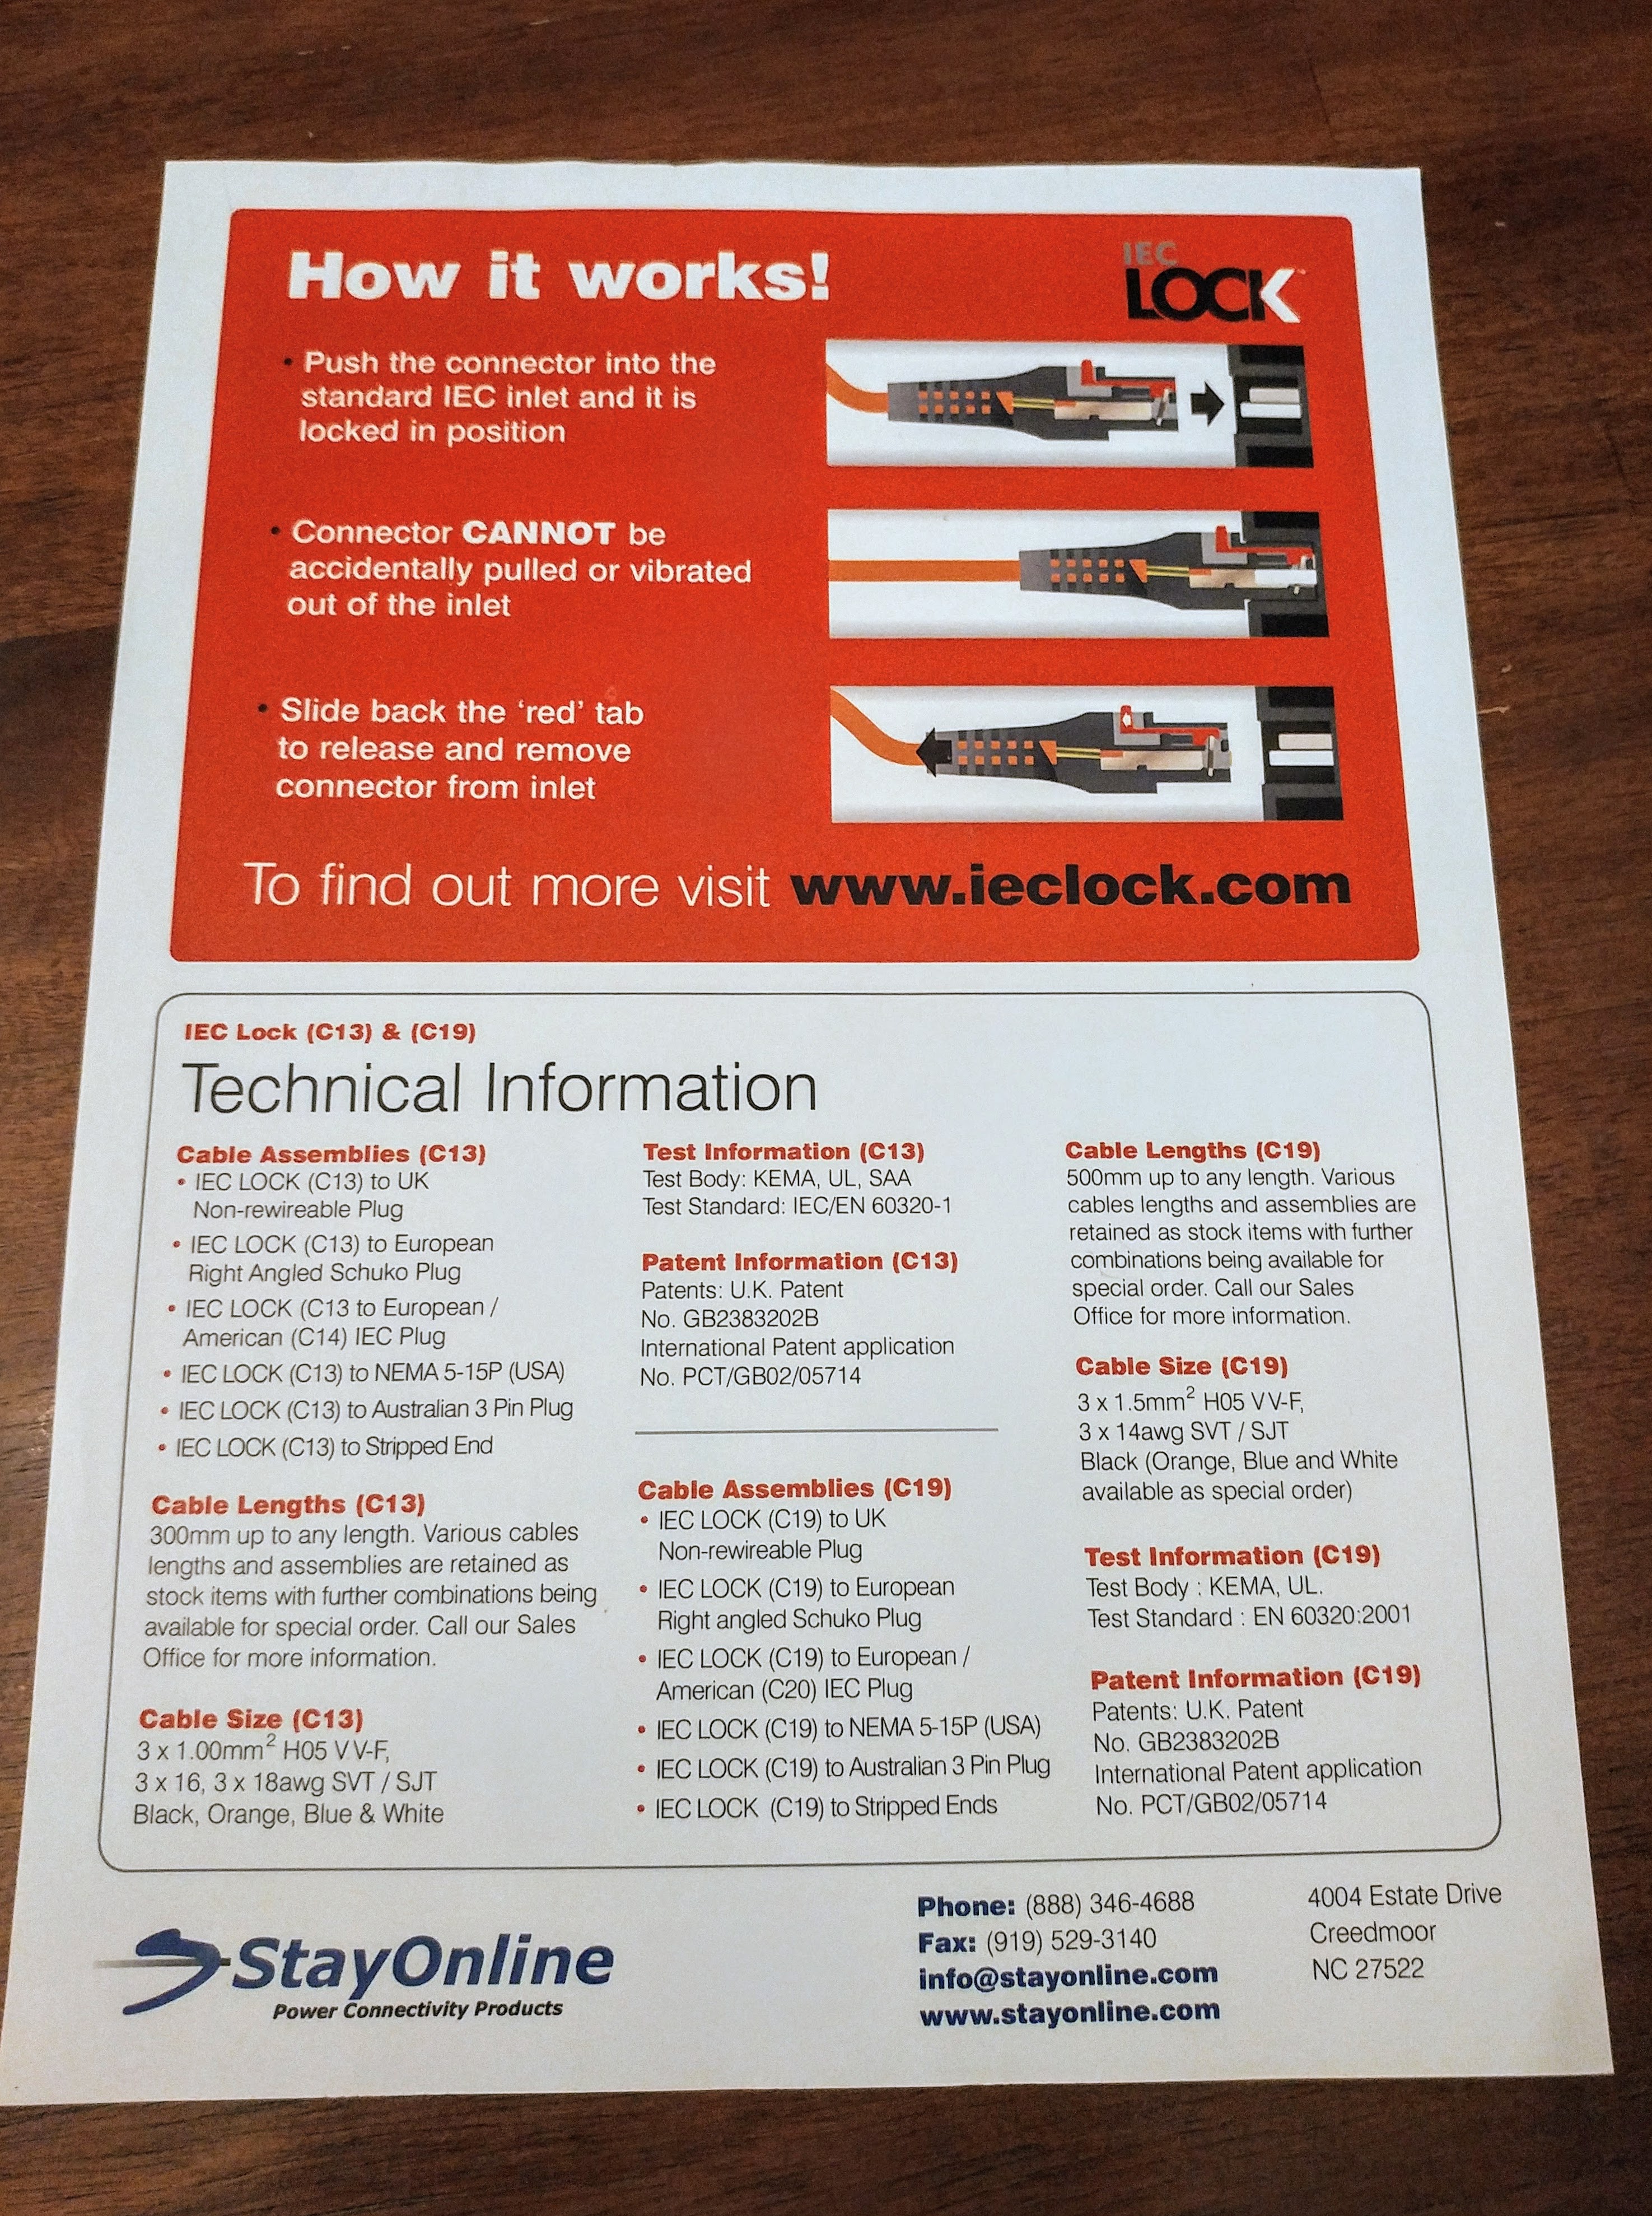 How it works!
IEC
LOCK™
• Push the connector into the
standard IEC inlet and it is
locked in position
• Connector CANNOT be
accidentally pulled or vibrated
out of the inlet
• Slide back the ‘red’ tab
to release and remove
connector from inlet
To find out more visit www.ieclock.com
IEC Lock (C13) & (C19)
Technical Information
Cable Assemblies (C13)
• IEC LOCK (C13) to UK
Non-rewireable Plug
• IEC LOCK (C13) to European
Right Angled Schuko Plug
• IEC LOCK (C13 to European /
American (C14) IEC Plug
• IEC LOCK (C13) to NEMA 5-15P (USA)
• IEC LOCK (C13) to Australian 3 Pin Plug
• IEC LOCK (C13) to Stripped End
Cable Lengths (C13)
300mm up to any length. Various cables
lengths and assemblies are retained as
stock items with further combinations being
available for special order. Call our Sales
Office for more information.
Cable Size (C13)
3 x 1.00mm² H05 VV-F,
3 x 16, 3 x 18awg SVT / SJT
Black, Orange, Blue & White
Test Information (C13)
Test Body: KEMA, UL, SAA
Test Standard: IEC/EN 60320-1
Patent Information (C13)
Patents: U.K. Patent
No. GB2383202B
International Patent application
No. PCT/GB02/05714
Cable Assemblies (C19)
• IEC LOCK (C19) to UK
Non-rewireable Plug
• IEC LOCK (C19) to European
Right angled Schuko Plug
• IEC LOCK (C19) to European /
American (C20) IEC Plug
• IEC LOCK (C19) to NEMA 5-15P (USA)
• IEC LOCK (C19) to Australian 3 Pin Plug
• IEC LOCK (C19) to Stripped Ends
Cable Lengths (C19)
500mm up to any length. Various
cables lengths and assemblies are
retained as stock items with further
combinations being available for
special order. Call our Sales
Office for more information.
Cable Size (C19)
3 x 1.5mm² H05 VV-F,
3 x 14awg SVT / SJT
Black (Orange, Blue and White
available as special order)
Test Information (C19)
Test Body : KEMA, UL.
Test Standard : EN 60320:2001
Patent Information (C19)
Patents: U.K. Patent
No. GB2383202B
International Patent application
No. PCT/GB02/05714
StayOnline
Power Connectivity Products
Phone: (888) 346-4688
Fax: (919) 529-3140
info@stayonline.com
www.stayonline.com
4004 Estate Drive
Creedmoor
NC 27522